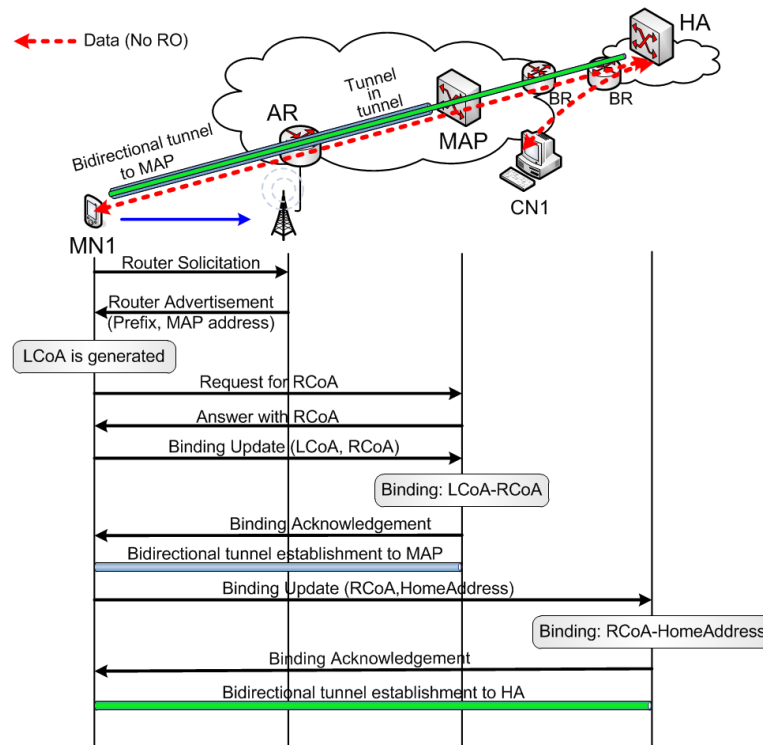 HA
Data (No RO)
Tunnel
in
tunnel
BR
BR
AR
MAP
Bidirectional tunnel
to MAP
CN1
MN1
Router Solicitation
Router Advertisement
(Prefix, MAP address)
LCoA is generated
Request for RCoA
Answer with RCoA
Binding Update (LCoA, RCoA)
Binding: LCoA-RCoA
Binding Acknowledgement
Bidirectional tunnel establishment to MAP
Binding Update (RCoA,HomeAddress)
Binding: RCoA-HomeAddress
Binding Acknowledgement
Bidirectional tunnel establishment to HA